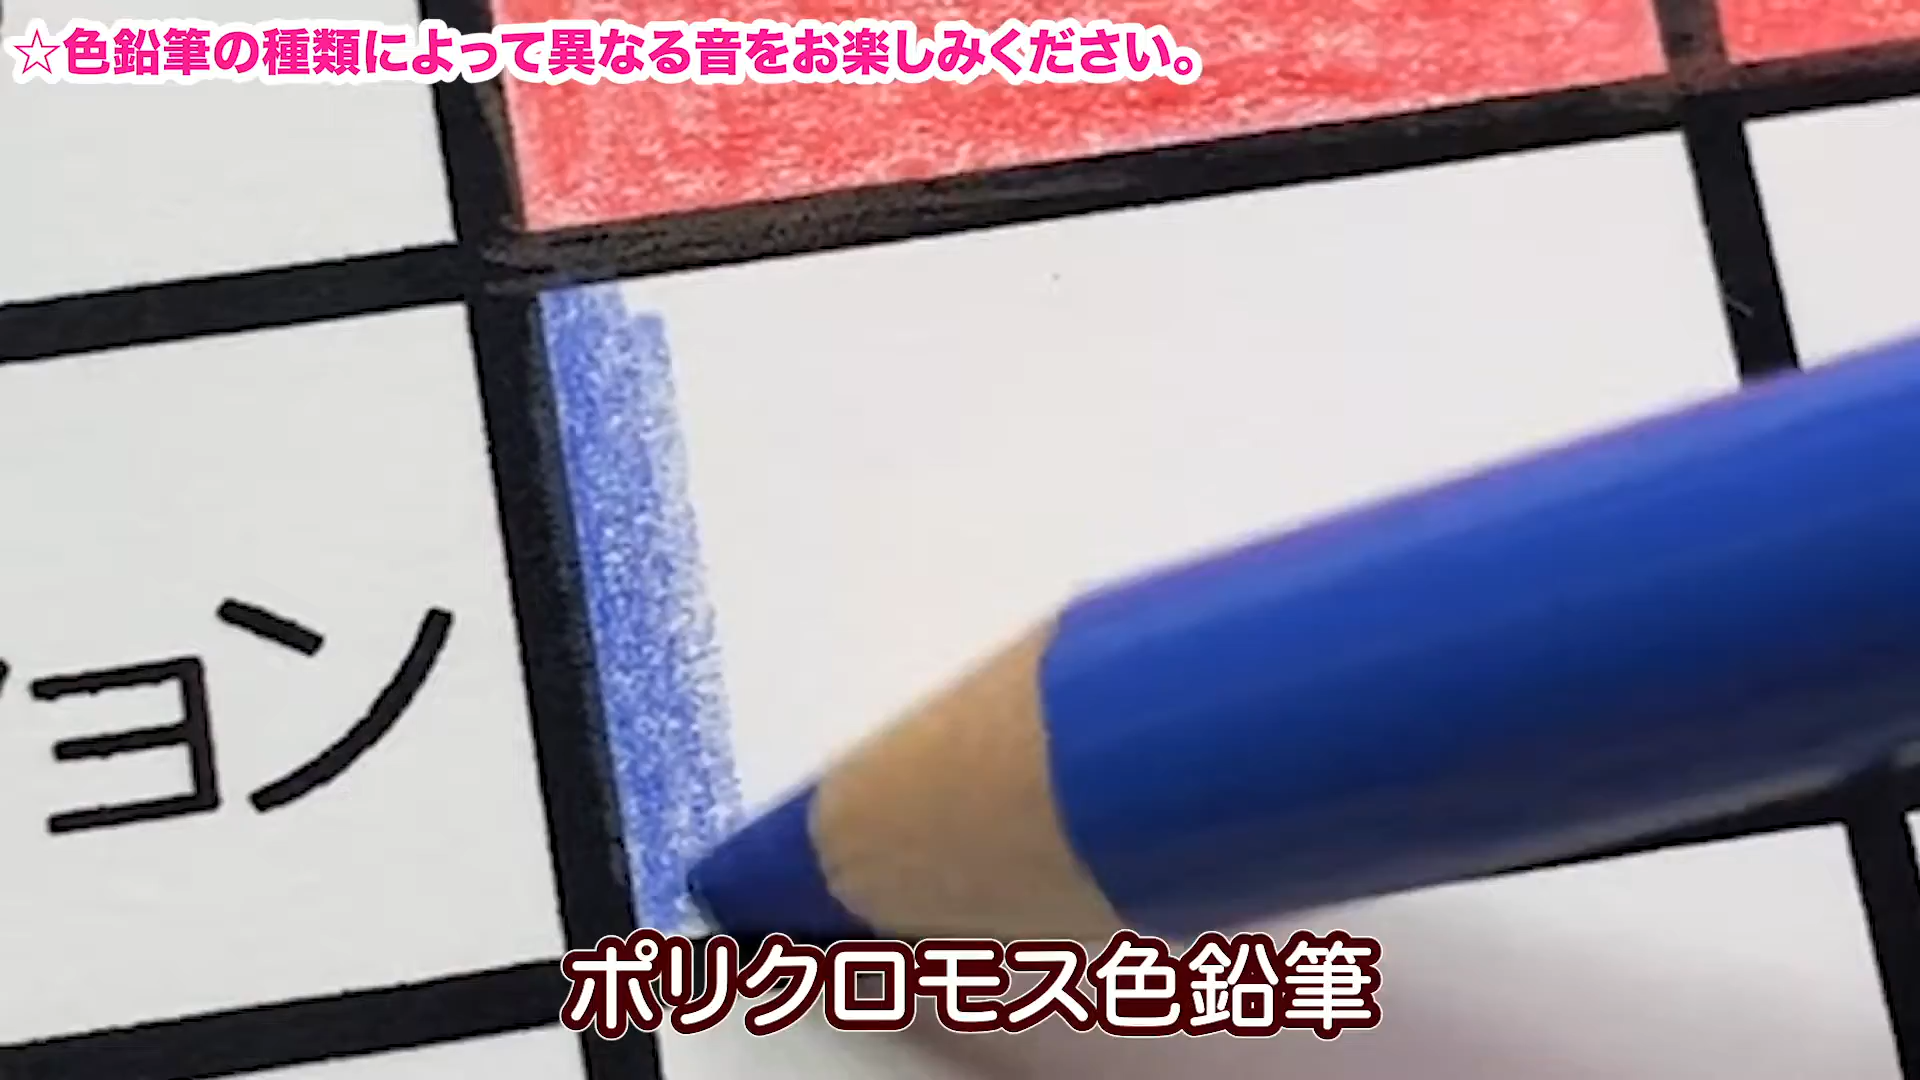 ☆色鉛筆の種類によって異なる音をお楽しみください。
ョン
ポリクロモス色鉛筆